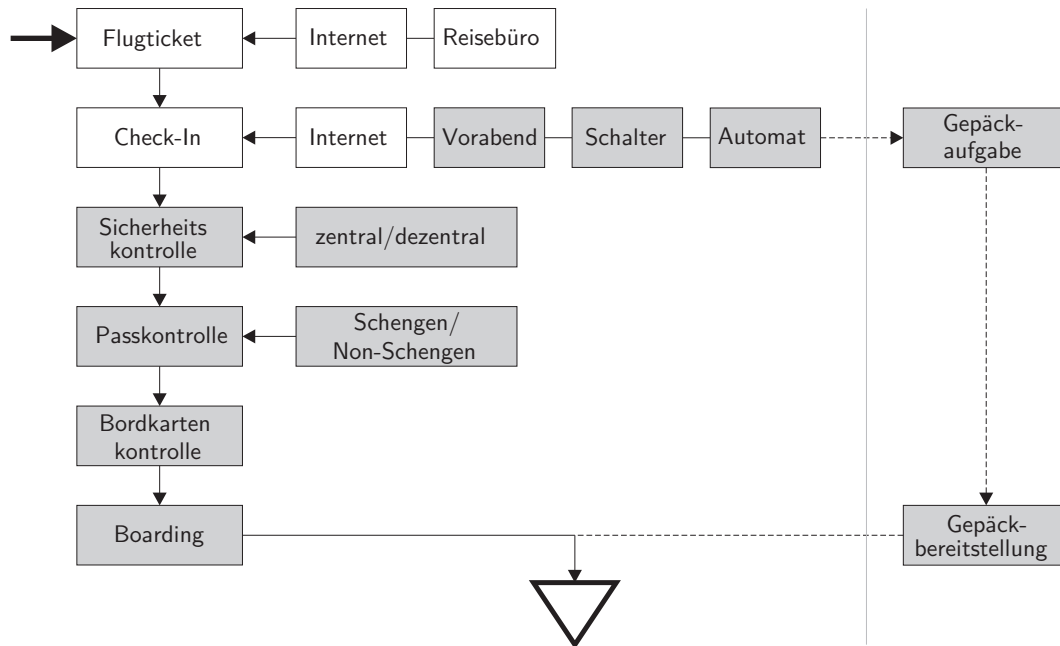 Flugticket
Internet
Reisebüro
Check-In
Internet
Vorabend
Schalter
Automat
Gepäck-
aufgabe
Sicherheits
kontrolle
zentral/dezentral
Passkontrolle
Schengen/
Non-Schengen
Bordkarten
kontrolle
Boarding
Gepäck-
bereitstellung